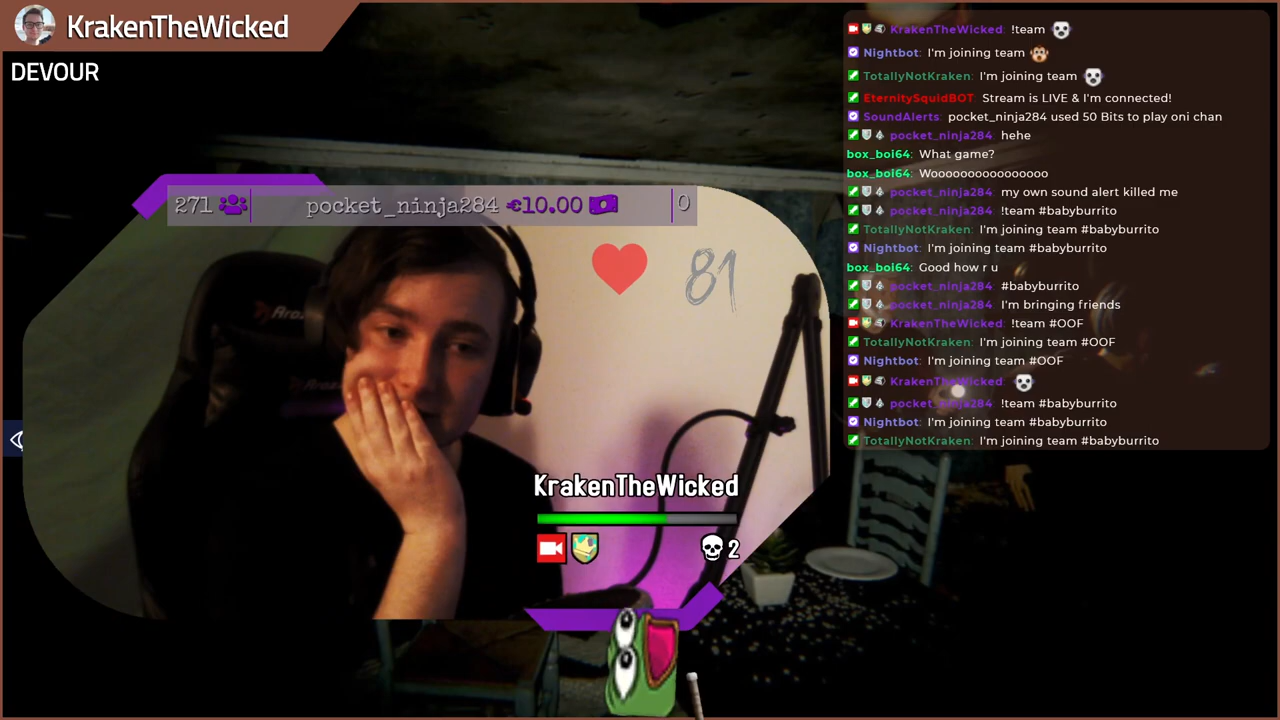 KrakenTheWicked
DEVOUR
271
pocket_ninja284 €10.00
0
81
KrakenTheWicked
2
KrakenTheWicked: !team
Nightbot: I'm joining team
TotallyNotKraken: I'm joining team
EternitySquidBOT: Stream is LIVE & I'm connected!
SoundAlerts: pocket_ninja284 used 50 Bits to play oni chan
pocket_ninja284: hehe
box_boi64: What game?
box_boi64: Wooooooooooooooo
pocket_ninja284: my own sound alert killed me
pocket_ninja284: !team #babyburrito
TotallyNotKraken: I'm joining team #babyburrito
Nightbot: I'm joining team #babyburrito
box_boi64: Good how r u
pocket_ninja284: #babyburrito
pocket_ninja284: I'm bringing friends
KrakenTheWicked: !team #OOF
TotallyNotKraken: I'm joining team #OOF
Nightbot: I'm joining team #OOF
KrakenTheWicked:
pocket_ninja284: !team #babyburrito
Nightbot: I'm joining team #babyburrito
TotallyNotKraken: I'm joining team #babyburrito